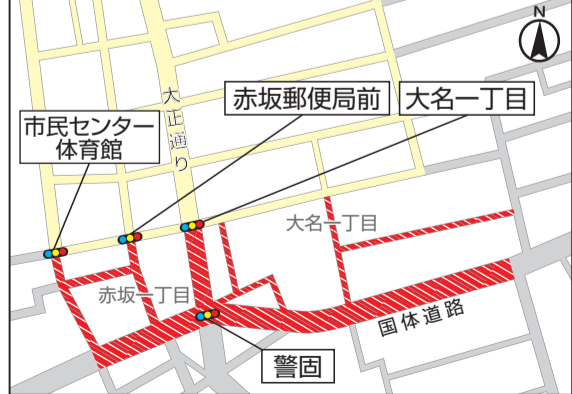 N
赤坂郵便局前
大名一丁目
市民センター
体育館
大正通り
大名一丁目
赤坂一丁目
国体道路
警固